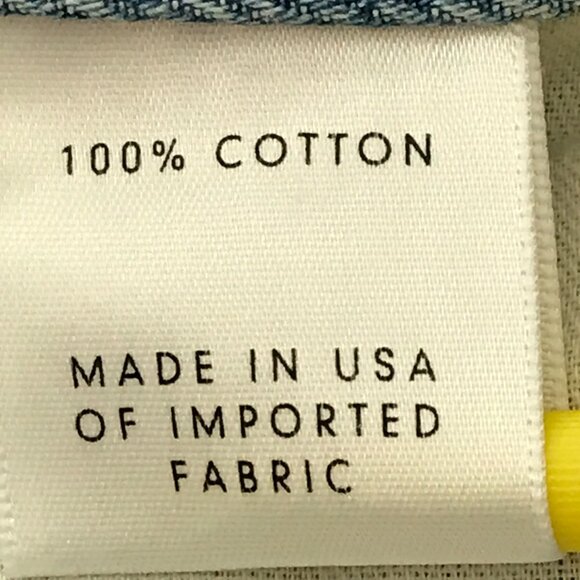 100% COTTON
MADE IN USA
OF IMPORTED
FABRIC